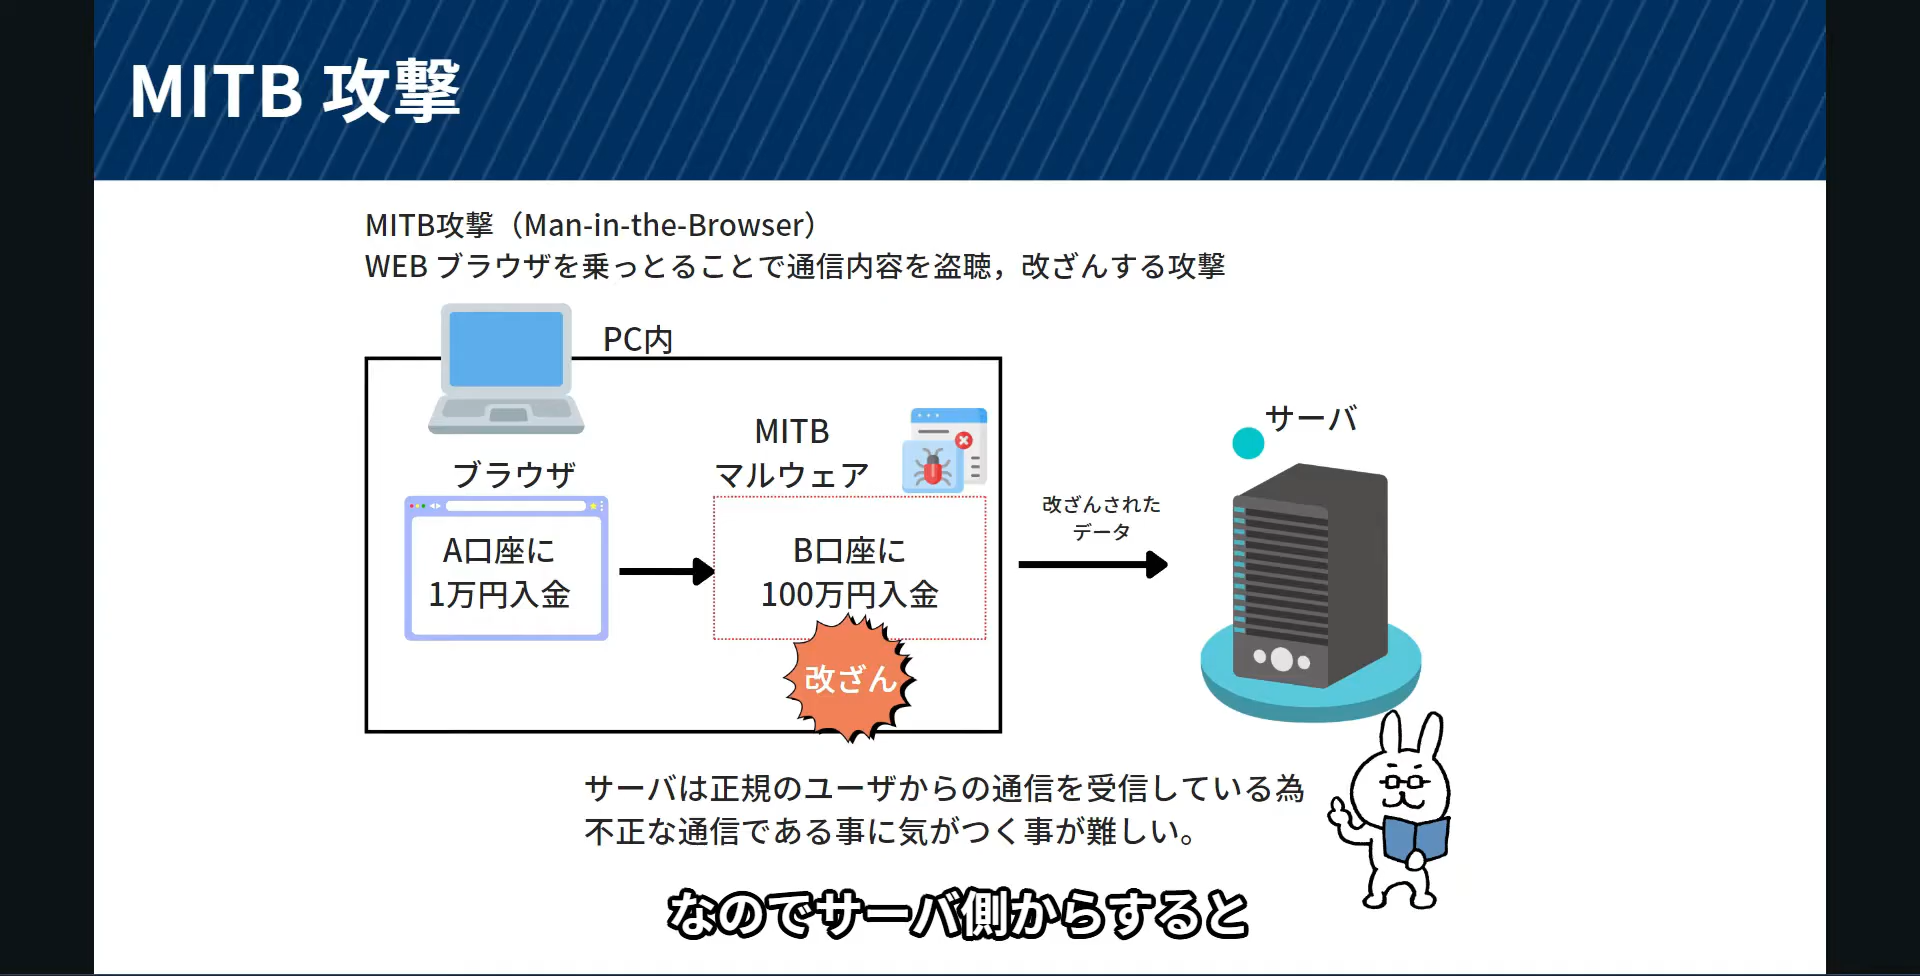 MITB 攻撃
MITB攻撃（Man-in-the-Browser）
WEB ブラウザを乗っとることで通信内容を盗聴，改ざんする攻撃
PC内
ブラウザ
A口座に
1万円入金
MITB
マルウェア
B口座に
100万円入金
改ざん
改ざんされた
データ
サーバ
サーバは正規のユーザからの通信を受信している為
不正な通信である事に気がつく事が難しい。
なのでサーバ側からすると